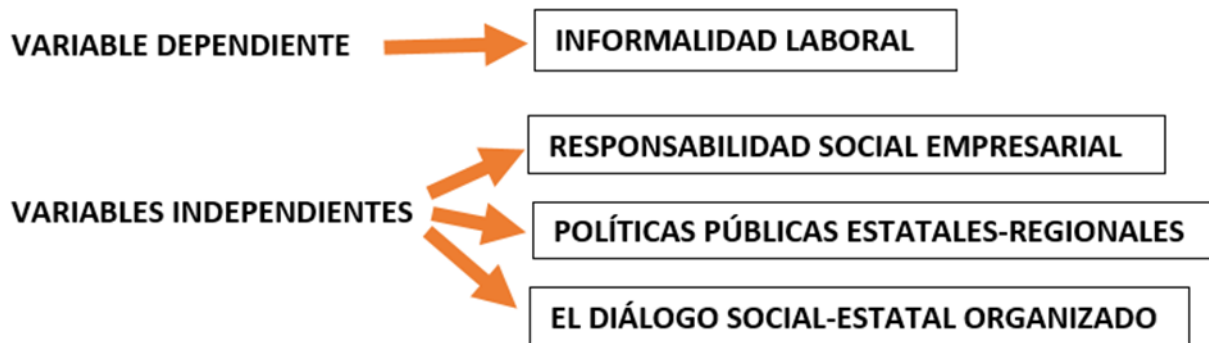 VARIABLE DEPENDIENTE
INFORMALIDAD LABORAL
RESPONSABILIDAD SOCIAL EMPRESARIAL
VARIABLES INDEPENDIENTES
POLÍTICAS PÚBLICAS ESTATALES-REGIONALES
EL DIÁLOGO SOCIAL-ESTATAL ORGANIZADO